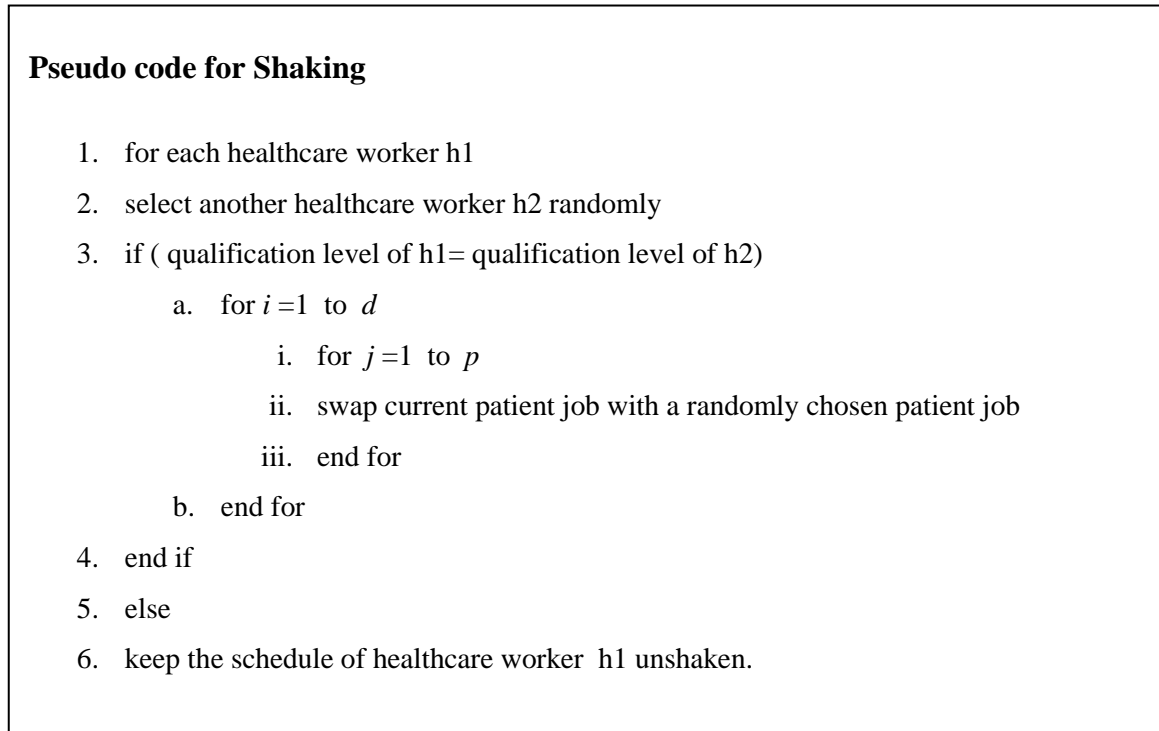 Pseudo code for Shaking
1. for each healthcare worker h1
2. select another healthcare worker h2 randomly
3. if ( qualification level of h1= qualification level of h2)
a. for i =1 to d
i. for j =1 to p
ii. swap current patient job with a randomly chosen patient job
iii. end for
b. end for
4. end if
5. else
6. keep the schedule of healthcare worker h1 unshaken.